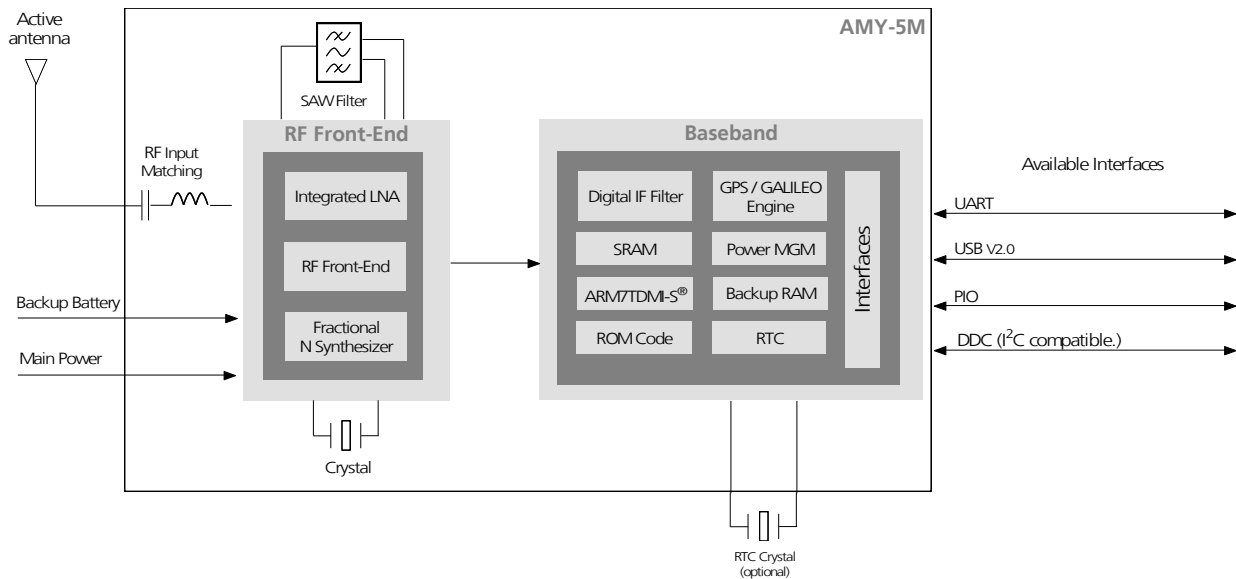 Active
antenna
AMY-5M
SAW Filter
RF Front-End
Baseband
RF Input
Matching
Integrated LNA
RF Front-End
Fractional
N Synthesizer
Backup Battery
Main Power
Crystal
Digital IF Filter
GPS / GALILEO
Engine
SRAM
Power MGM
ARM7TDMI-S®
Backup RAM
ROM Code
RTC
Interfaces
Available Interfaces
UART
USB V2.0
PIO
DDC (I²C compatible.)
RTC Crystal
(optional)